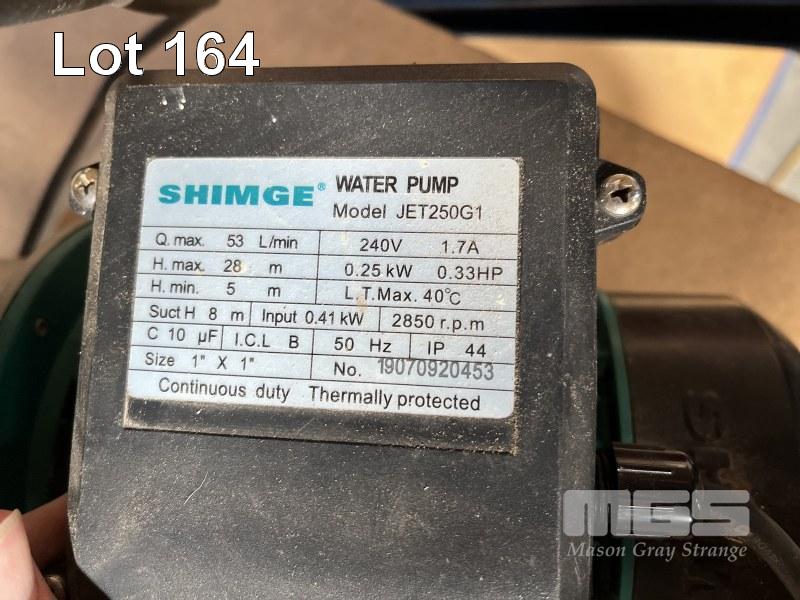 Lot 164
SHIMGE® WATER PUMP
Model JET250G1
Q. max. 53 L/min 240V 1.7A
H. max. 28 m 0.25 kW 0.33HP
H. min. 5 m L.T.Max. 40℃
Suct H 8 m Input 0.41 kW 2850 r.p.m
C 10 µF I.C.L B 50 Hz IP 44
Size 1" X 1" No. 19070920453
Continuous duty Thermally protected
MGS
Mason Gray Strange